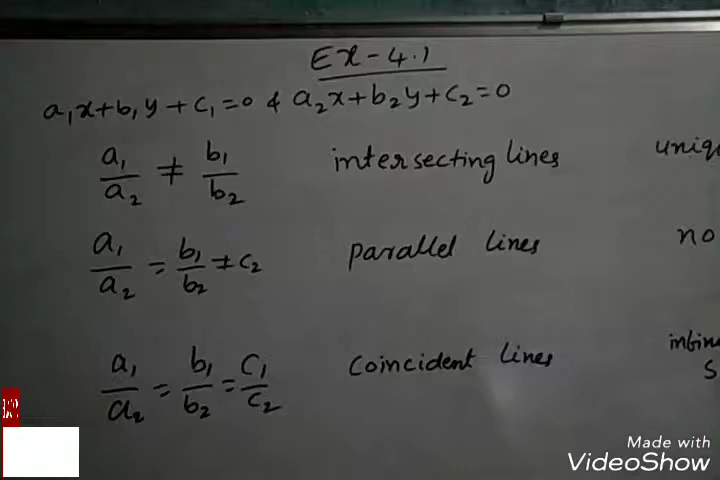 Ex-4.1
a₁x+b₁y+c₁=0 & a₂x+b₂y+c₂=0
a₁/a₂ ≠ b₁/b₂ intersecting lines uniq
a₁/a₂ = b₁/b₂ ≠ c₂ parallel lines no
a₁/a₂ = b₁/b₂ = c₁/c₂ Coincident lines infin
S
Made with
VideoShow